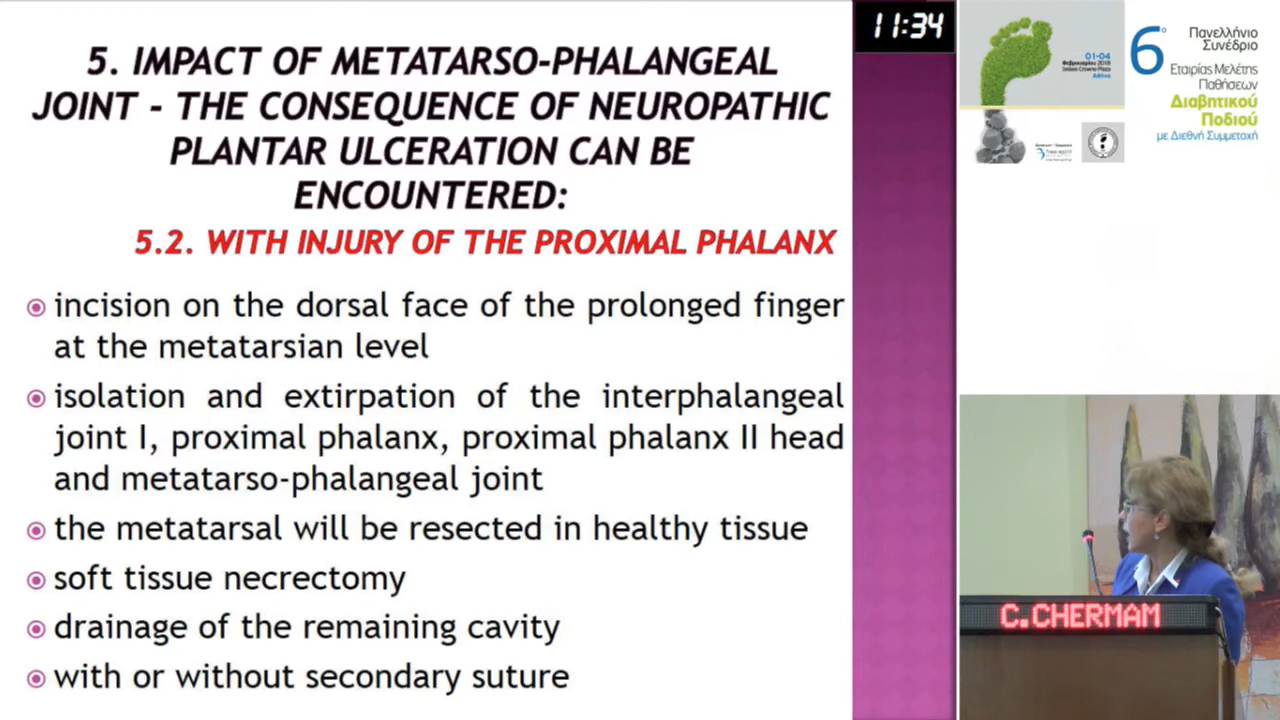 5. IMPACT OF METATARSO-PHALANGEAL
JOINT - THE CONSEQUENCE OF NEUROPATHIC
PLANTAR ULCERATION CAN BE
ENCOUNTERED:
5.2. WITH INJURY OF THE PROXIMAL PHALANX
incision on the dorsal face of the prolonged finger
at the metatarsian level
isolation and extirpation of the interphalangeal
joint I, proximal phalanx, proximal phalanx II head
and metatarso-phalangeal joint
the metatarsal will be resected in healthy tissue
soft tissue necrectomy
drainage of the remaining cavity
with or without secondary suture
11:34
01-04
Φεβρουαρίου 2018
Crowne Plaza
Αθήνα
6° Πανελλήνιο
Συνέδριο
Εταιρίας Μελέτης
Παθήσεων
Διαβητικού
Ποδιού
με Διεθνή Συμμετοχή
C.CHERMAM